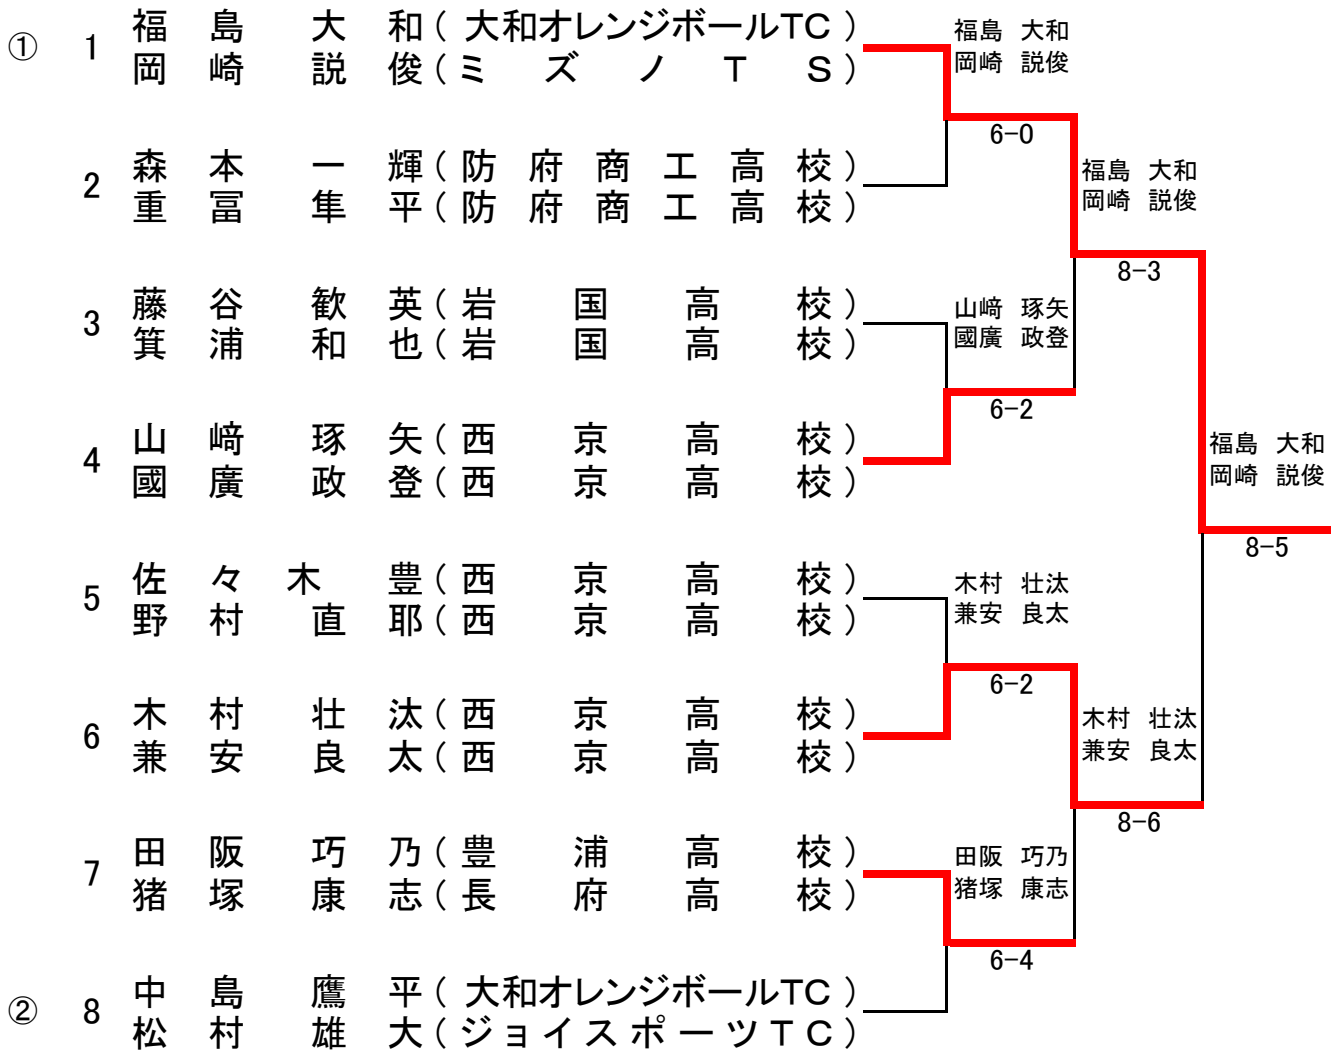 ① 1 福島 大和(大和オレンジボールTC)
岡崎 説俊(ミズノTS)
福島 大和
岡崎 説俊
6-0
2 森本 一輝(防府商工高校)
重冨 隼平(防府商工高校)
福島 大和
岡崎 説俊
8-3
3 藤谷 歓英(岩国高校)
箕浦 和也(岩国高校)
山﨑 琢矢
國廣 政登
6-2
4 山﨑 琢矢(西京高校)
國廣 政登(西京高校)
福島 大和
岡崎 説俊
8-5
5 佐々木 豊(西京高校)
野村 直耶(西京高校)
木村 壮汰
兼安 良太
6-2
6 木村 壮汰(西京高校)
兼安 良太(西京高校)
木村 壮汰
兼安 良太
8-6
7 田阪 巧乃(豊浦高校)
猪塚 康志(長府高校)
田阪 巧乃
猪塚 康志
6-4
② 8 中島 鷹平(大和オレンジボールTC)
松村 雄大(ジョイスポーツTC)